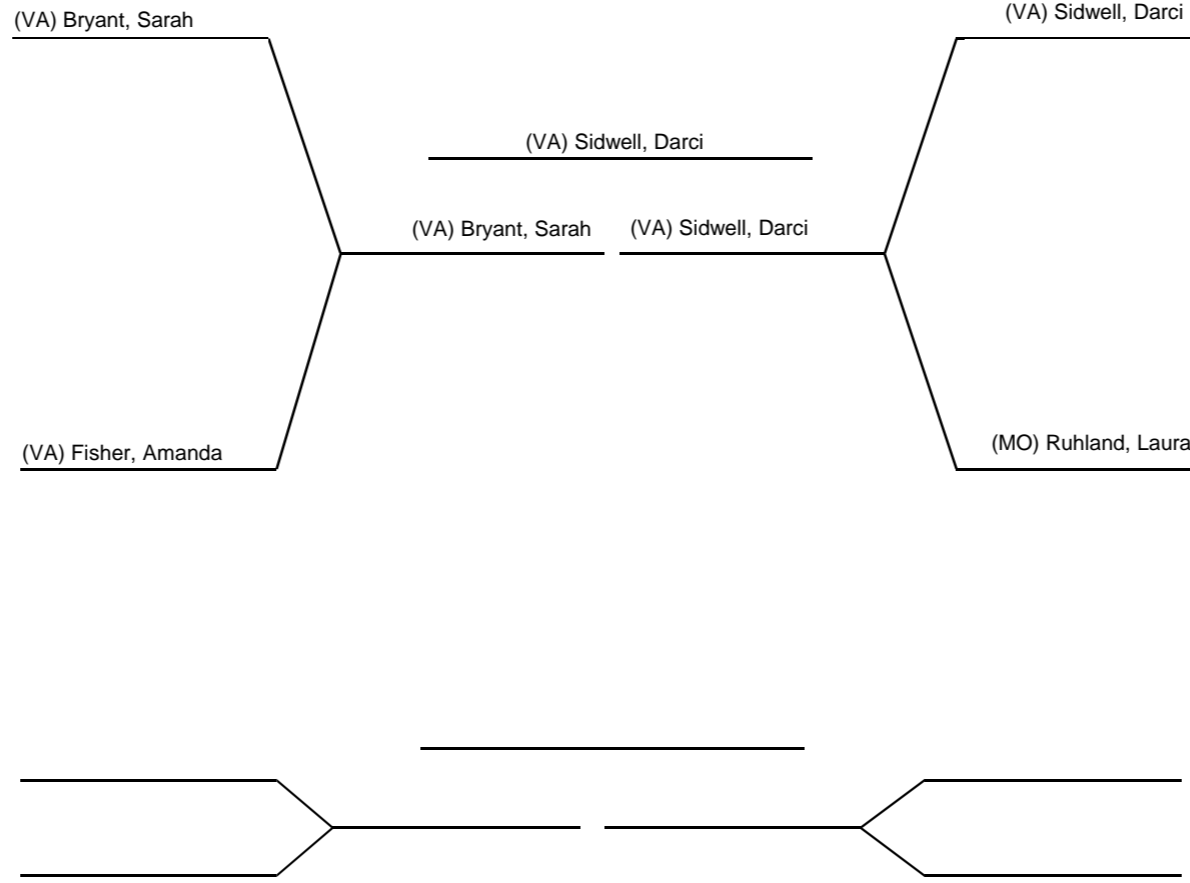 (VA) Bryant, Sarah
(VA) Sidwell, Darci
(VA) Sidwell, Darci
(VA) Bryant, Sarah
(VA) Sidwell, Darci
(VA) Fisher, Amanda
(MO) Ruhland, Laura